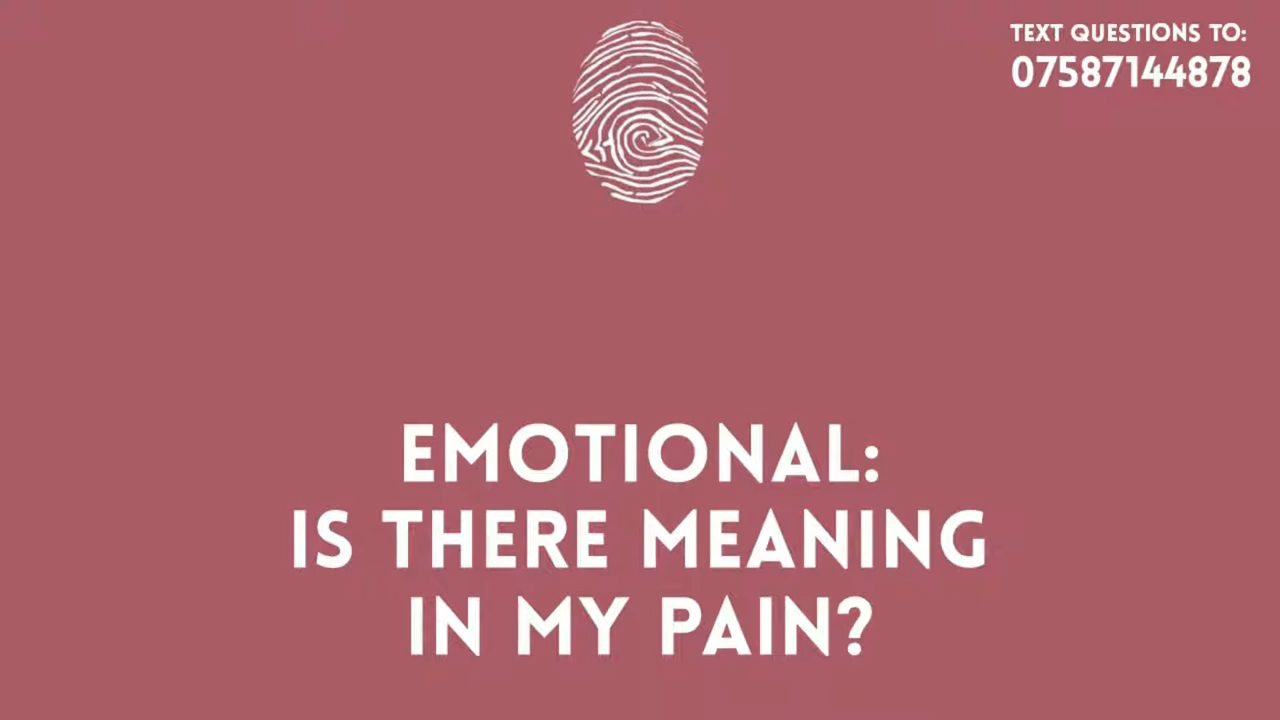 TEXT QUESTIONS TO:
07587144878
EMOTIONAL:
IS THERE MEANING
IN MY PAIN?